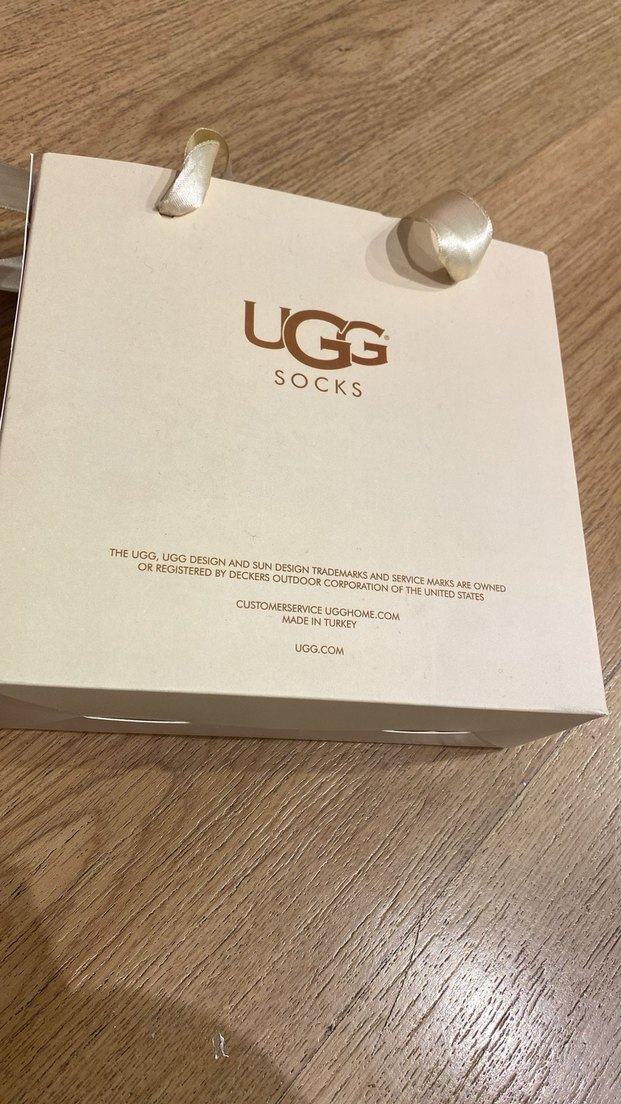 UGG®
SOCKS
THE UGG, UGG DESIGN AND SUN DESIGN TRADEMARKS AND SERVICE MARKS ARE OWNED
OR REGISTERED BY DECKERS OUTDOOR CORPORATION OF THE UNITED STATES
CUSTOMERSERVICE UGGHOME.COM
MADE IN TURKEY
UGG.COM